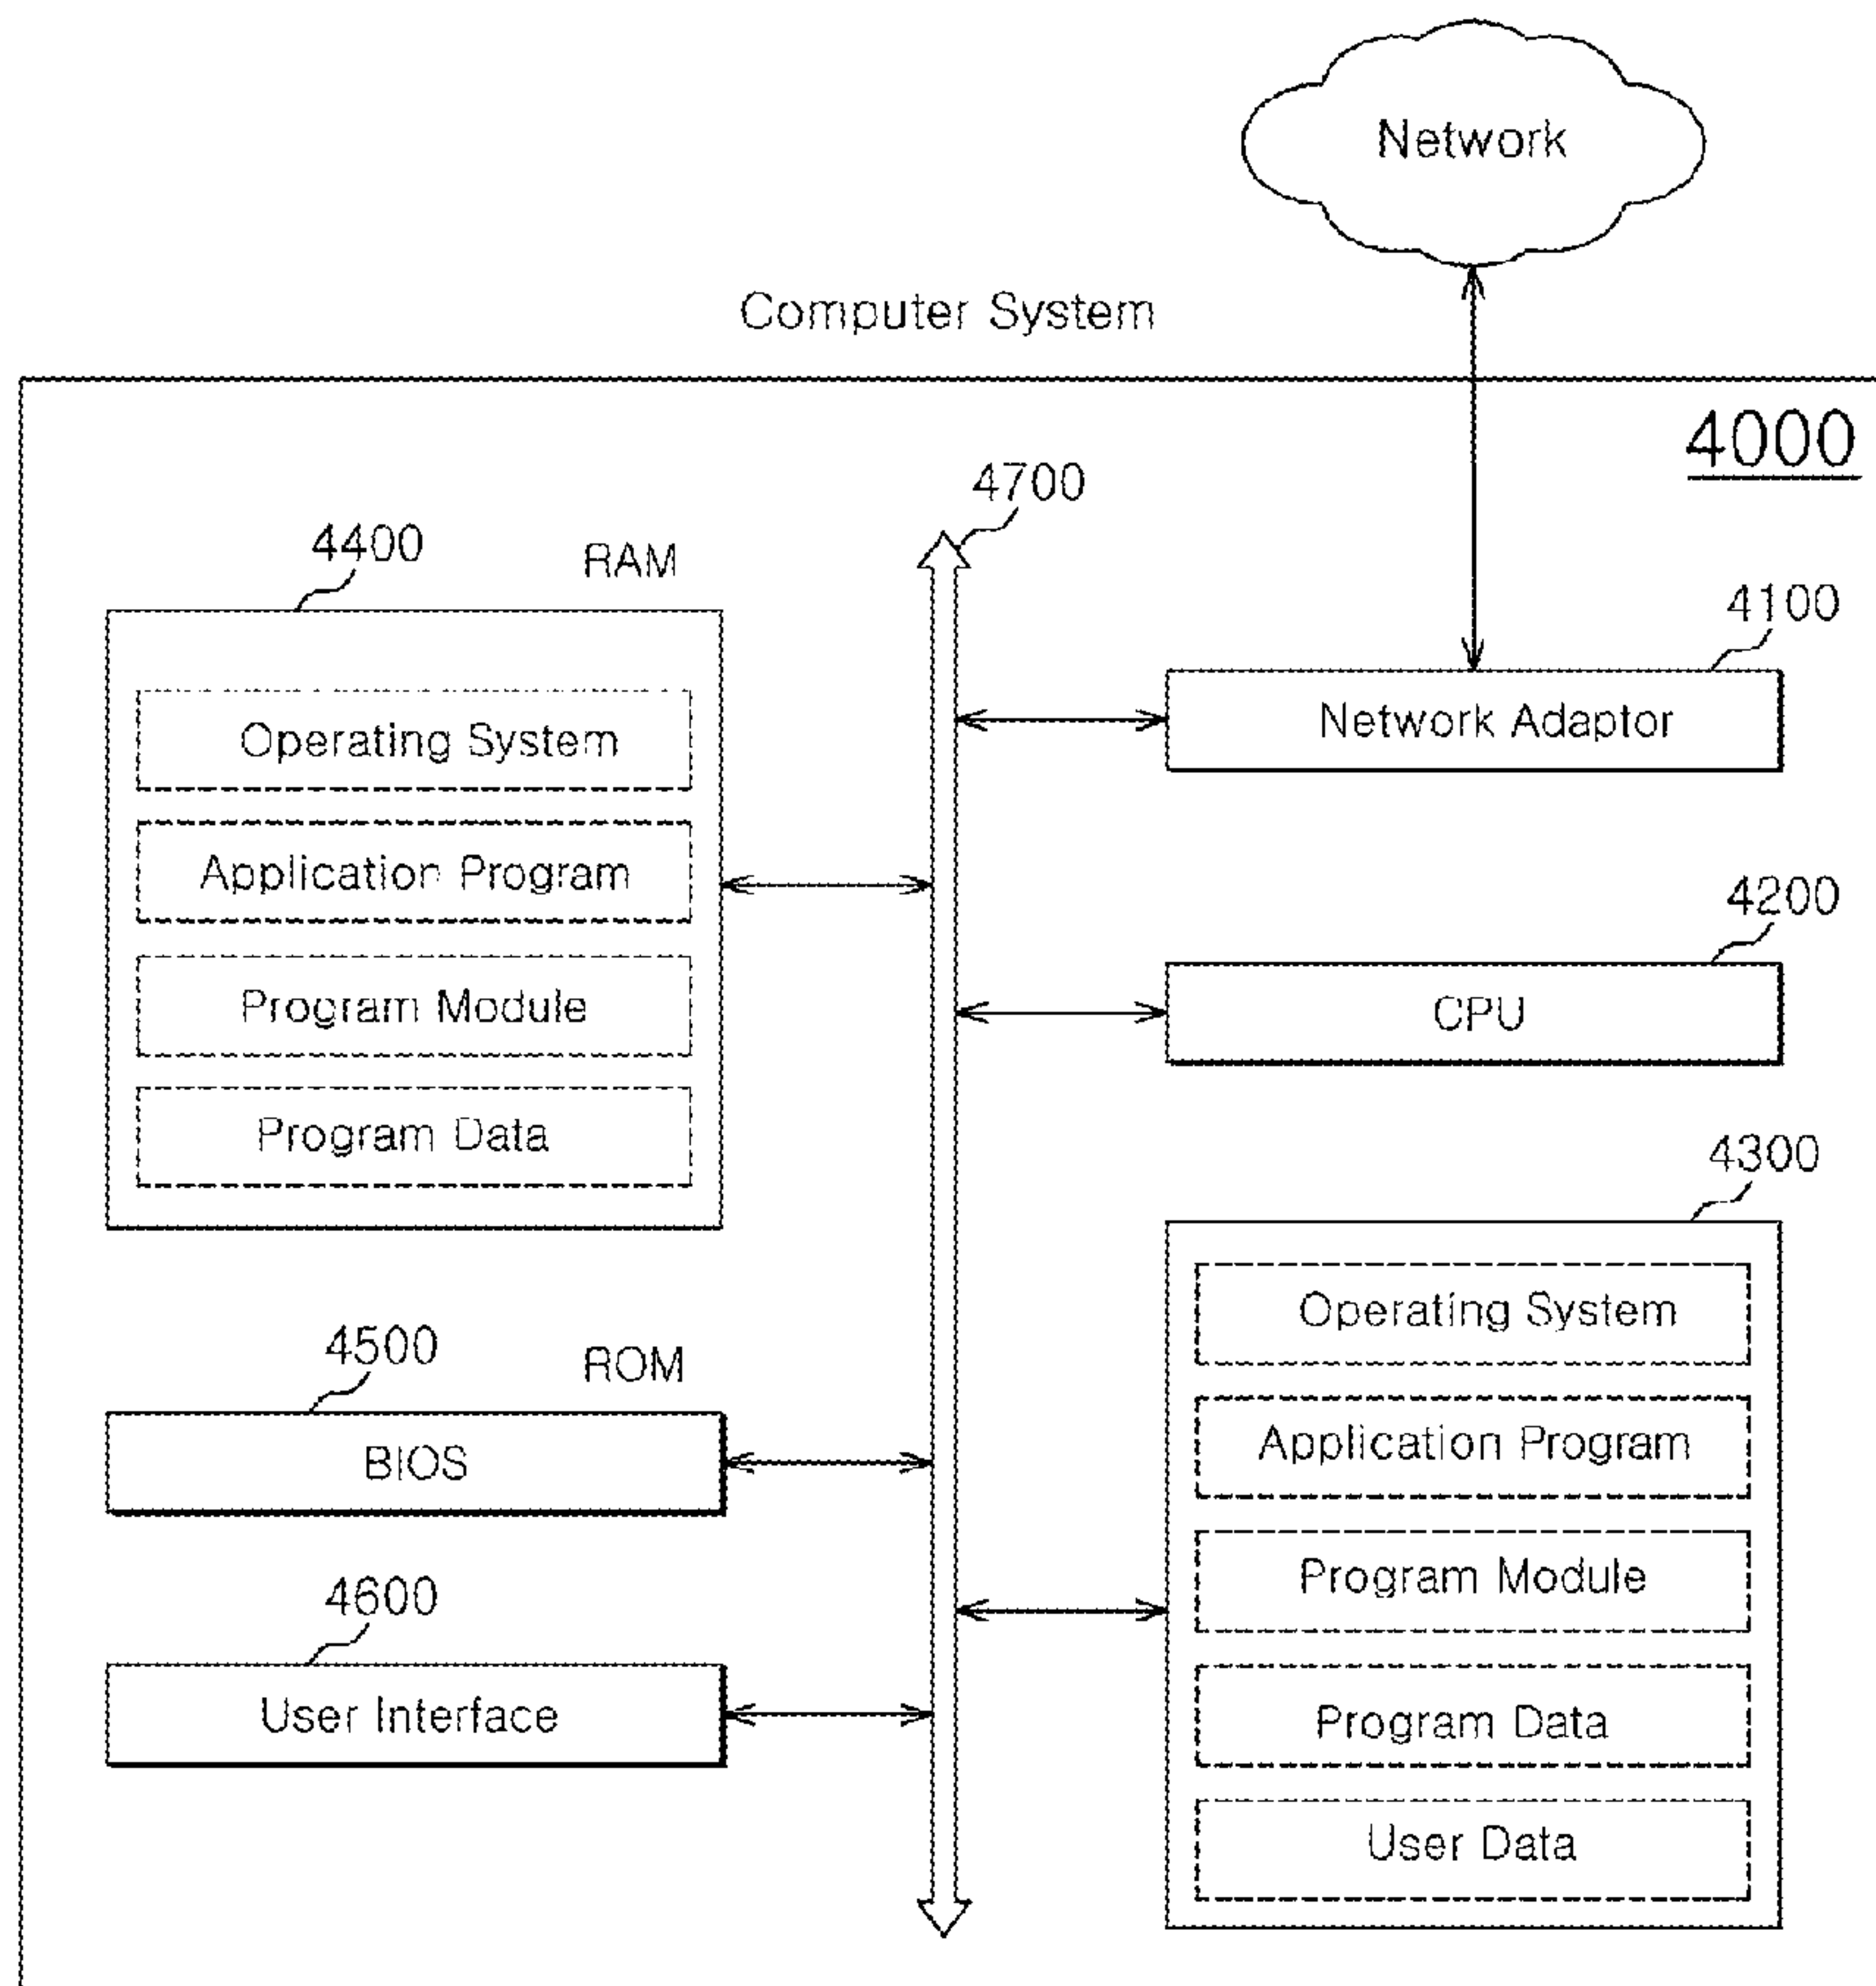 Network
Computer System
4000
4700
4400
RAM
4100
Operating System
Network Adaptor
Application Program
4200
Program Module
CPU
Program Data
4300
Operating System
4500
ROM
Application Program
BIOS
Program Module
4600
User Interface
Program Data
User Data